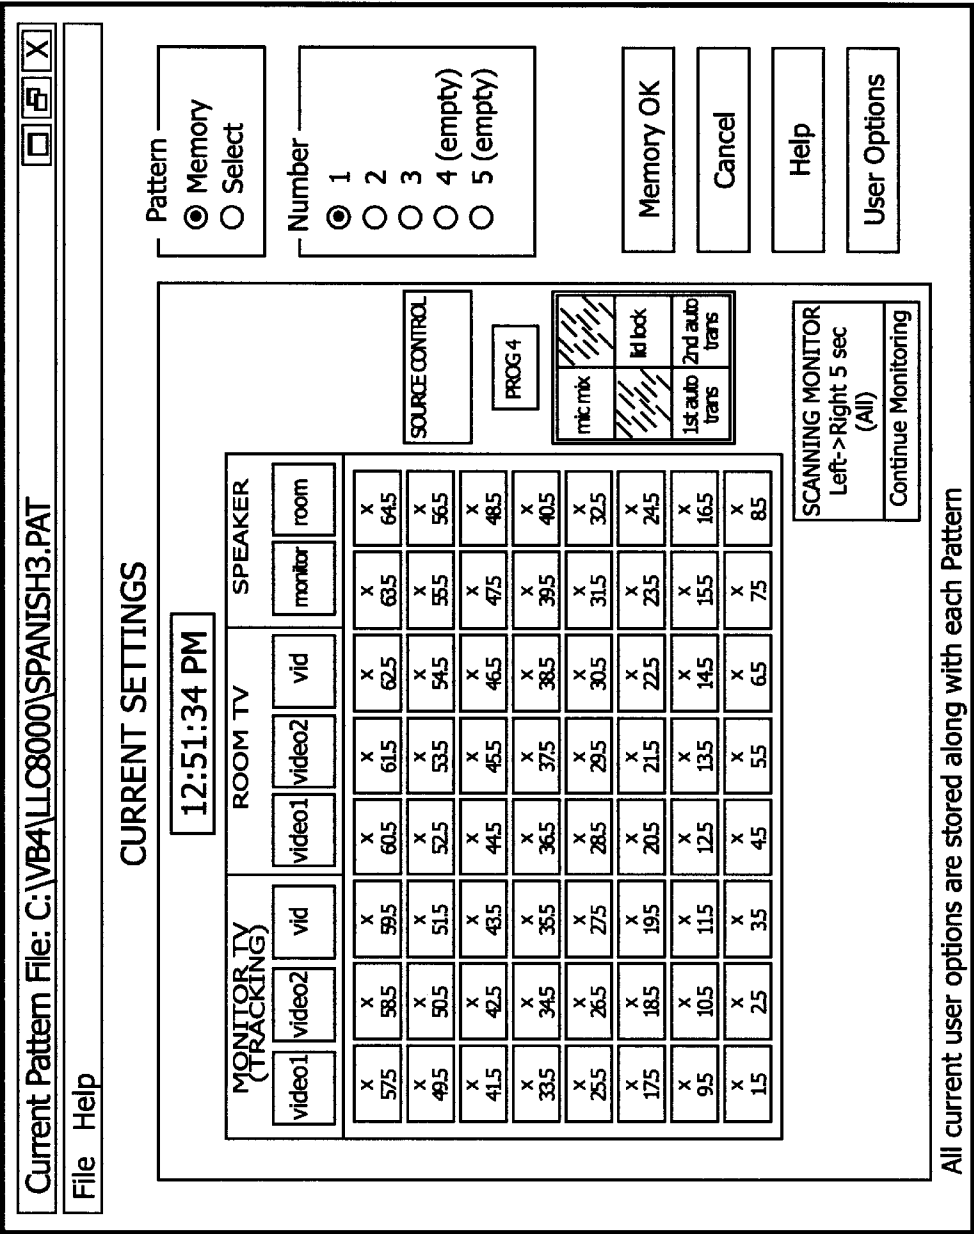 Current Pattern File: C:\VB4\LLC8000\SPANISH3.PAT
File Help
CURRENT SETTINGS
12:51:34 PM
MONITOR TV
(TRACKING)
ROOM TV
SPEAKER
video1 video2 vid video1 video2 vid monitor room
x x x x x x x x
57.5 58.5 59.5 60.5 61.5 62.5 63.5 64.5
x x x x x x x x
49.5 50.5 51.5 52.5 53.5 54.5 55.5 56.5
x x x x x x x x
41.5 42.5 43.5 44.5 45.5 46.5 47.5 48.5
x x x x x x x x
33.5 34.5 35.5 36.5 37.5 38.5 39.5 40.5
x x x x x x x x
25.5 26.5 27.5 28.5 29.5 30.5 31.5 32.5
x x x x x x x x
17.5 18.5 19.5 20.5 21.5 22.5 23.5 24.5
x x x x x x x x
9.5 10.5 11.5 12.5 13.5 14.5 15.5 16.5
x x x x x x x x
1.5 2.5 3.5 4.5 5.5 6.5 7.5 8.5
SOURCE CONTROL
PROG 4
mic mix
lid lock
1st auto 2nd auto
trans trans
SCANNING MONITOR
Left->Right 5 sec
(All)
Continue Monitoring
Pattern
Memory
Select
Number
1
2
3
4 (empty)
5 (empty)
Memory OK
Cancel
Help
User Options
All current user options are stored along with each Pattern